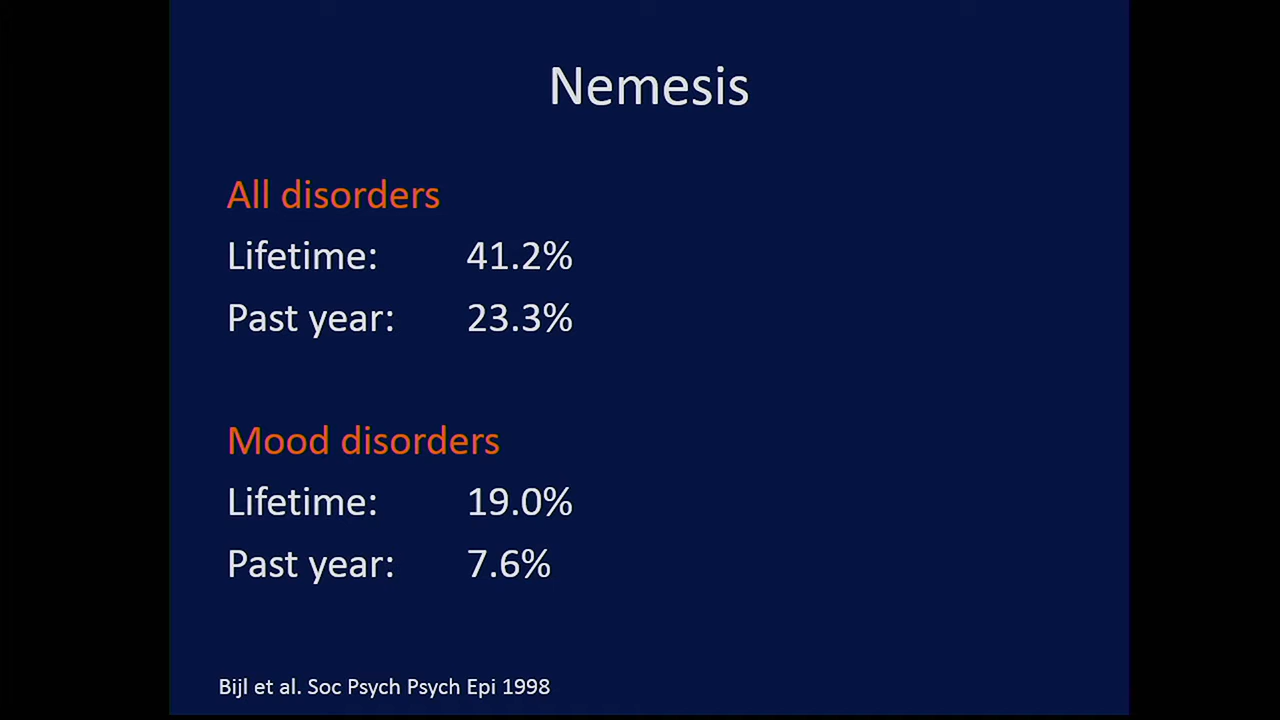 Nemesis
All disorders
Lifetime: 41.2%
Past year: 23.3%
Mood disorders
Lifetime: 19.0%
Past year: 7.6%
Bijl et al. Soc Psych Psych Epi 1998